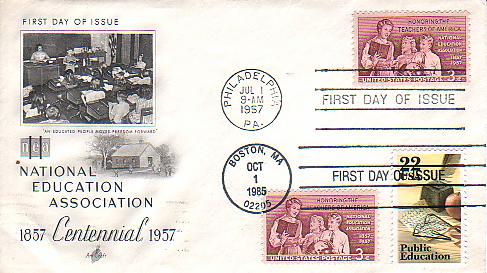 FIRST DAY OF ISSUE
"AN EDUCATED PEOPLE MOVES FREEDOM FORWARD"
nea
NATIONAL
EDUCATION
ASSOCIATION
1857 Centennial 1957
PHILADELPHIA
JUL 1
9-AM
1957
PA.
HONORING THE
TEACHERS OF AMERICA
NATIONAL
EDUCATION
ASSOCIATION
1857
1957
UNITED STATES POSTAGE 3¢
FIRST DAY OF ISSUE
BOSTON, MA
OCT
1
1985
02205
FIRST DAY OF ISSUE
HONORING THE
TEACHERS OF AMERICA
NATIONAL
EDUCATION
ASSOCIATION
1857
1957
UNITED STATES POSTAGE 3¢
22
Public
Education